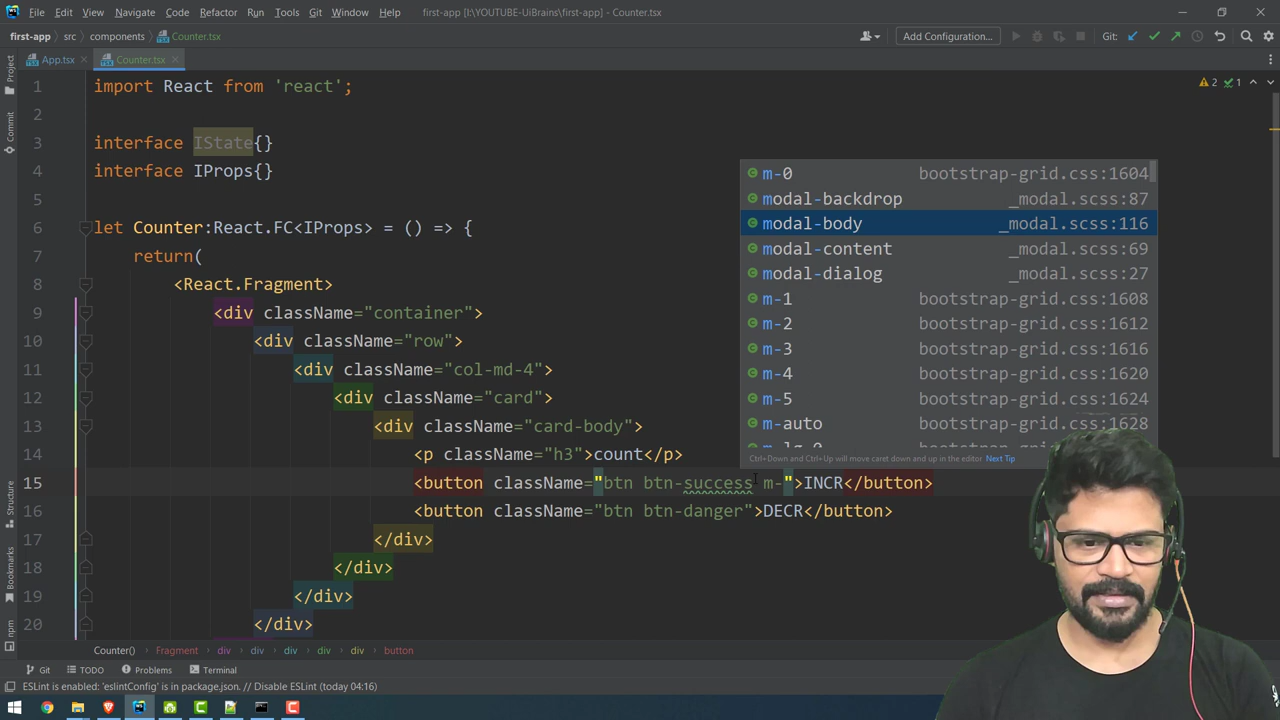 File Edit View Navigate Code Refactor Run Tools Git Window Help first-app [I:\YOUTUBE-UiBrains\first-app] - Counter.tsx
first-app src components Counter.tsx Add Configuration... Git:
App.tsx Counter.tsx
Project
Commit
Structure
Bookmarks
npm
2 1
1 import React from 'react';
2
3 interface IState{}
4 interface IProps{}
5
6 let Counter:React.FC<IProps> = () => {
7 return(
8 <React.Fragment>
9 <div className="container">
10 <div className="row">
11 <div className="col-md-4">
12 <div className="card">
13 <div className="card-body">
14 <p className="h3">count</p>
15 <button className="btn btn-success m-">INCR</button>
16 <button className="btn btn-danger">DECR</button>
17 </div>
18 </div>
19 </div>
20 </div>
m-0 bootstrap-grid.css:1604
modal-backdrop _modal.scss:87
modal-body _modal.scss:116
modal-content _modal.scss:69
modal-dialog _modal.scss:27
m-1 bootstrap-grid.css:1608
m-2 bootstrap-grid.css:1612
m-3 bootstrap-grid.css:1616
m-4 bootstrap-grid.css:1620
m-5 bootstrap-grid.css:1624
m-auto bootstrap-grid.css:1628
Ctrl+Down and Ctrl+Up will move caret down and up in the editor Next Tip
Counter() Fragment div div div div div button
Git TODO Problems Terminal
ESLint is enabled: 'eslintConfig' is in package.json. // Disable ESLint (today 04:16)